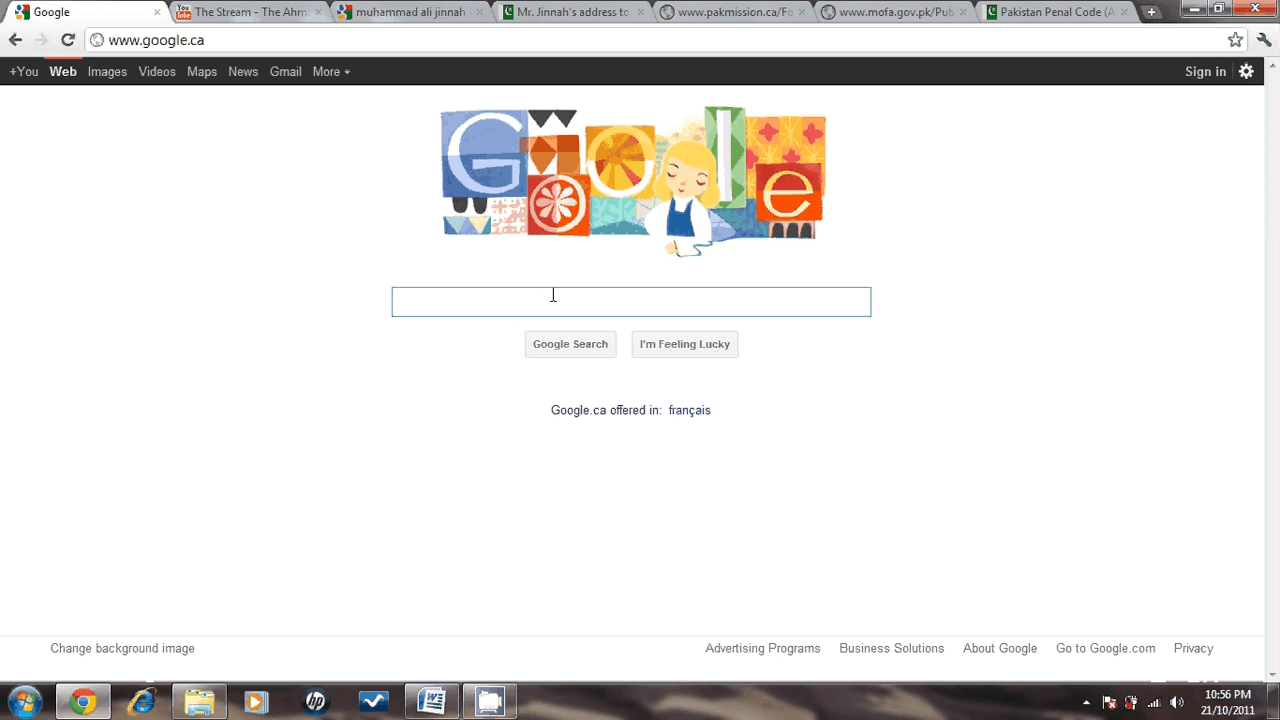 Google
The Stream - The Ahm
muhammad ali jinnah -
Mr. Jinnah's address to
www.pakmission.ca/Fo
www.mofa.gov.pk/Pub
Pakistan Penal Code (A
www.google.ca
+You Web Images Videos Maps News Gmail More
Sign in
Google
Google Search
I'm Feeling Lucky
Google.ca offered in: français
Change background image
Advertising Programs Business Solutions About Google Go to Google.com Privacy
10:56 PM
21/10/2011